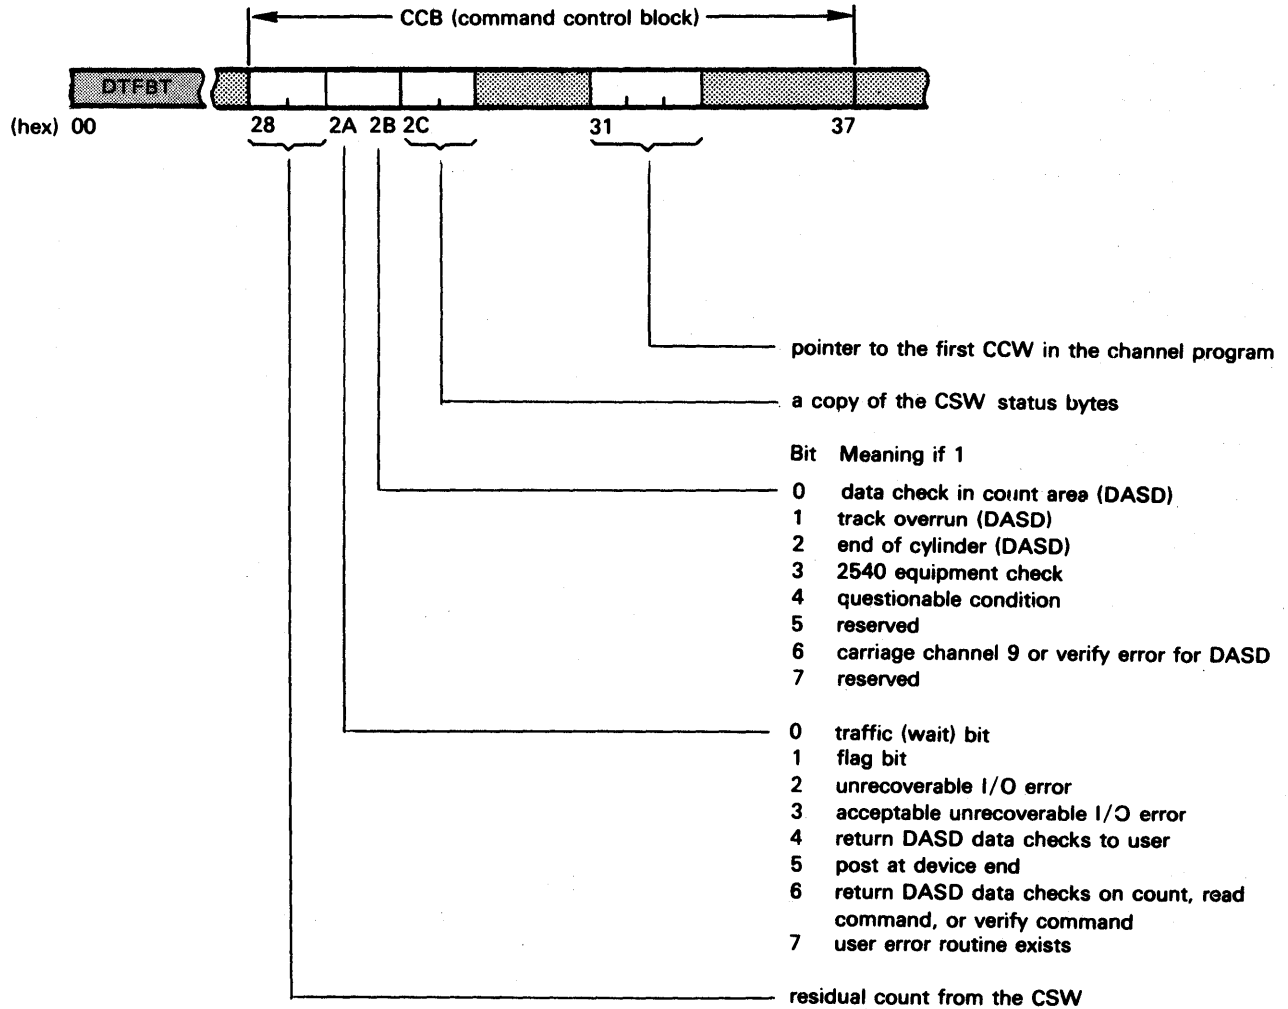 CCB (command control block)
DTFBT
(hex) 00 28 2A 2B 2C 31 37
pointer to the first CCW in the channel program
a copy of the CSW status bytes
Bit Meaning if 1
0 data check in count area (DASD)
1 track overrun (DASD)
2 end of cylinder (DASD)
3 2540 equipment check
4 questionable condition
5 reserved
6 carriage channel 9 or verify error for DASD
7 reserved
0 traffic (wait) bit
1 flag bit
2 unrecoverable I/O error
3 acceptable unrecoverable I/O error
4 return DASD data checks to user
5 post at device end
6 return DASD data checks on count, read
command, or verify command
7 user error routine exists
residual count from the CSW